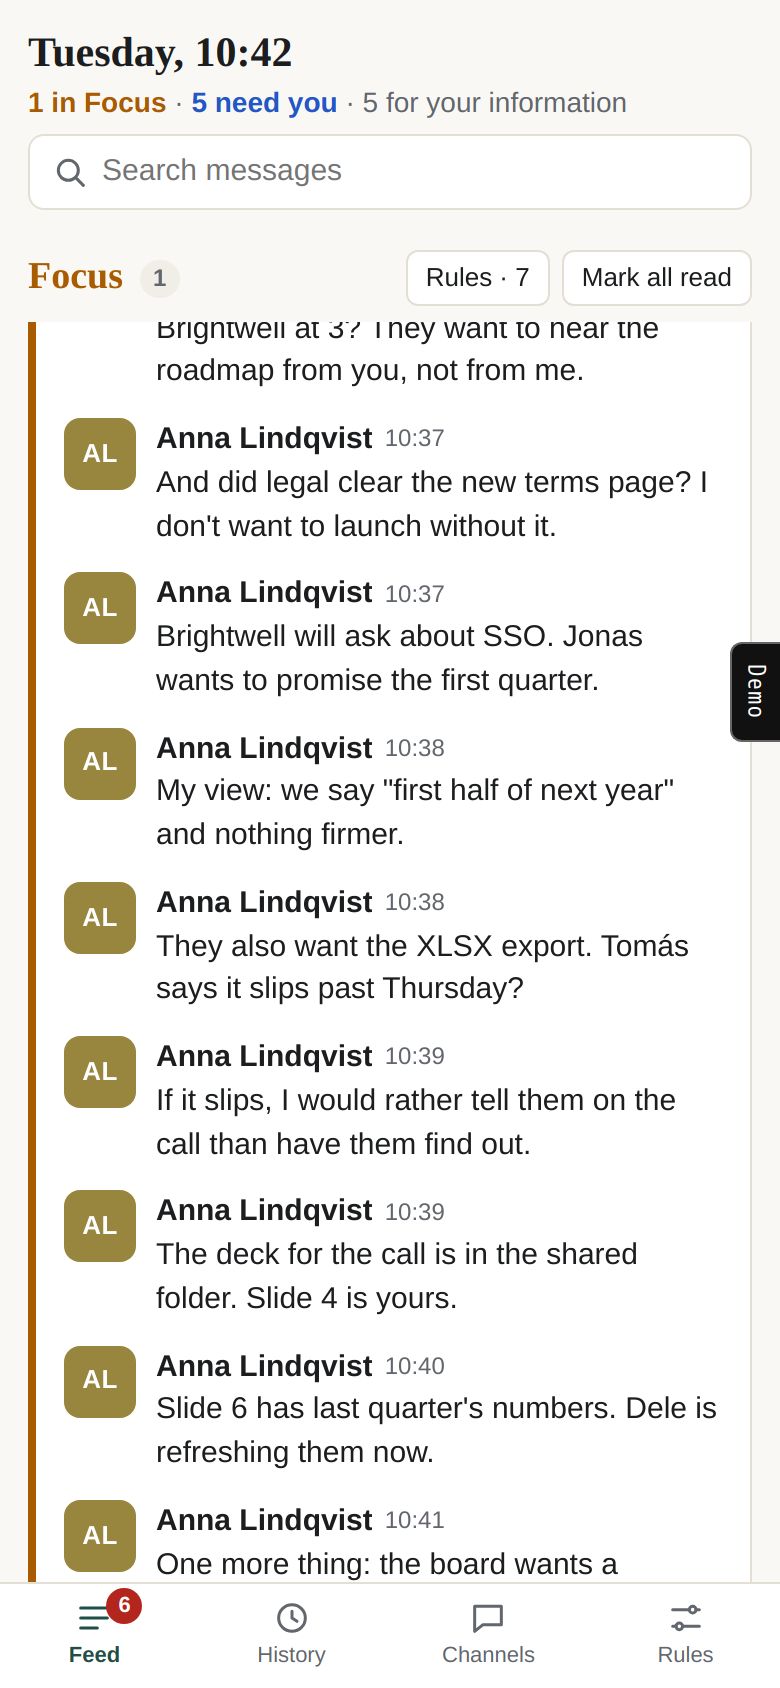 Tuesday, 10:42
1 in Focus · 5 need you · 5 for your information
Search messages
Focus 1
Rules · 7
Mark all read
Brightwell at 3? They want to hear the
roadmap from you, not from me.
AL
Anna Lindqvist 10:37
And did legal clear the new terms page? I
don't want to launch without it.
AL
Anna Lindqvist 10:37
Brightwell will ask about SSO. Jonas
wants to promise the first quarter.
Demo
AL
Anna Lindqvist 10:38
My view: we say "first half of next year"
and nothing firmer.
AL
Anna Lindqvist 10:38
They also want the XLSX export. Tomás
says it slips past Thursday?
AL
Anna Lindqvist 10:39
If it slips, I would rather tell them on the
call than have them find out.
AL
Anna Lindqvist 10:39
The deck for the call is in the shared
folder. Slide 4 is yours.
AL
Anna Lindqvist 10:40
Slide 6 has last quarter's numbers. Dele is
refreshing them now.
AL
Anna Lindqvist 10:41
One more thing: the board wants a
6
Feed
History
Channels
Rules